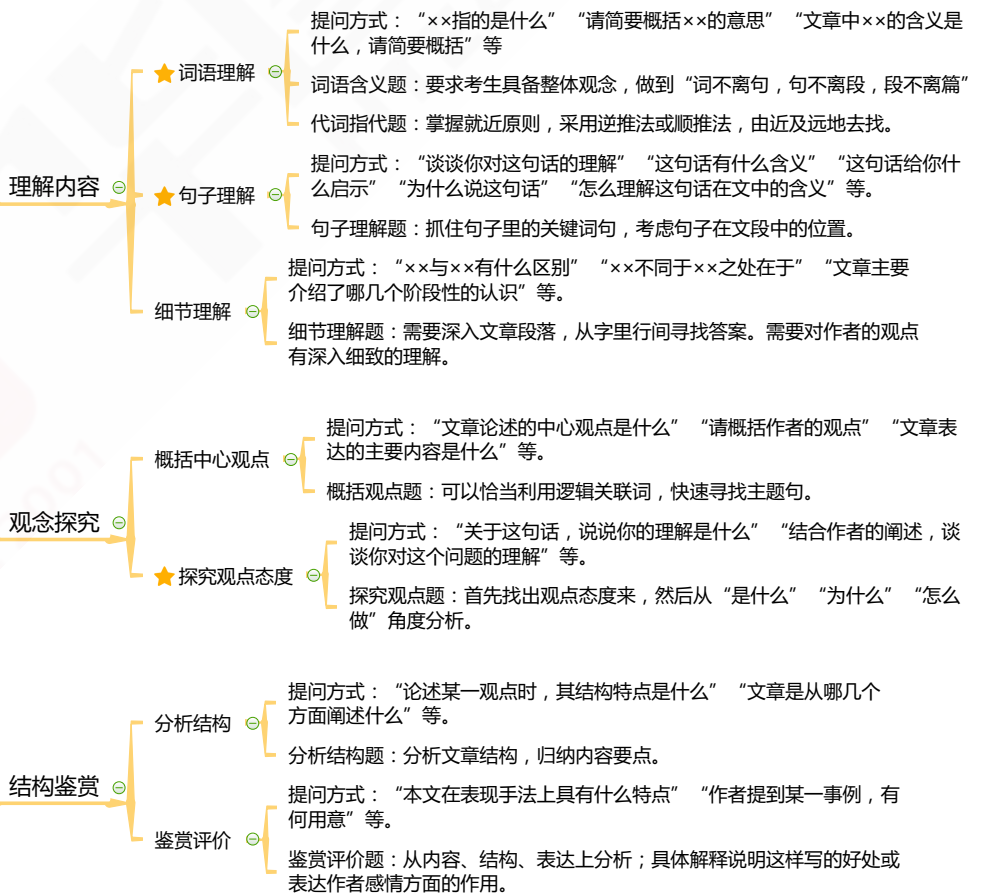 理解内容
词语理解
提问方式：“××指的是什么”“请简要概括××的意思”“文章中××的含义是
什么，请简要概括”等
词语含义题：要求考生具备整体观念，做到“词不离句，句不离段，段不离篇”
代词指代题：掌握就近原则，采用逆推法或顺推法，由近及远地去找。
句子理解
提问方式：“谈谈你对这句话的理解”“这句话有什么含义”“这句话给你什
么启示”“为什么说这句话”“怎么理解这句话在文中的含义”等。
句子理解题：抓住句子里的关键词句，考虑句子在文段中的位置。
细节理解
提问方式：“××与××有什么区别”“××不同于××之处在于”“文章主要
介绍了哪几个阶段性的认识”等。
细节理解题：需要深入文章段落，从字里行间寻找答案。需要对作者的观点
有深入细致的理解。
观念探究
概括中心观点
提问方式：“文章论述的中心观点是什么”“请概括作者的观点”“文章表
达的主要内容是什么”等。
概括观点题：可以恰当利用逻辑关联词，快速寻找主题句。
探究观点态度
提问方式：“关于这句话，说说你的理解是什么”“结合作者的阐述，谈
谈你对这个问题的理解”等。
探究观点题：首先找出观点态度来，然后从“是什么”“为什么”“怎么
做”角度分析。
结构鉴赏
分析结构
提问方式：“论述某一观点时，其结构特点是什么”“文章是从哪几个
方面阐述什么”等。
分析结构题：分析文章结构，归纳内容要点。
鉴赏评价
提问方式：“本文在表现手法上具有什么特点”“作者提到某一事例，有
何用意”等。
鉴赏评价题：从内容、结构、表达上分析；具体解释说明这样写的好处或
表达作者感情方面的作用。